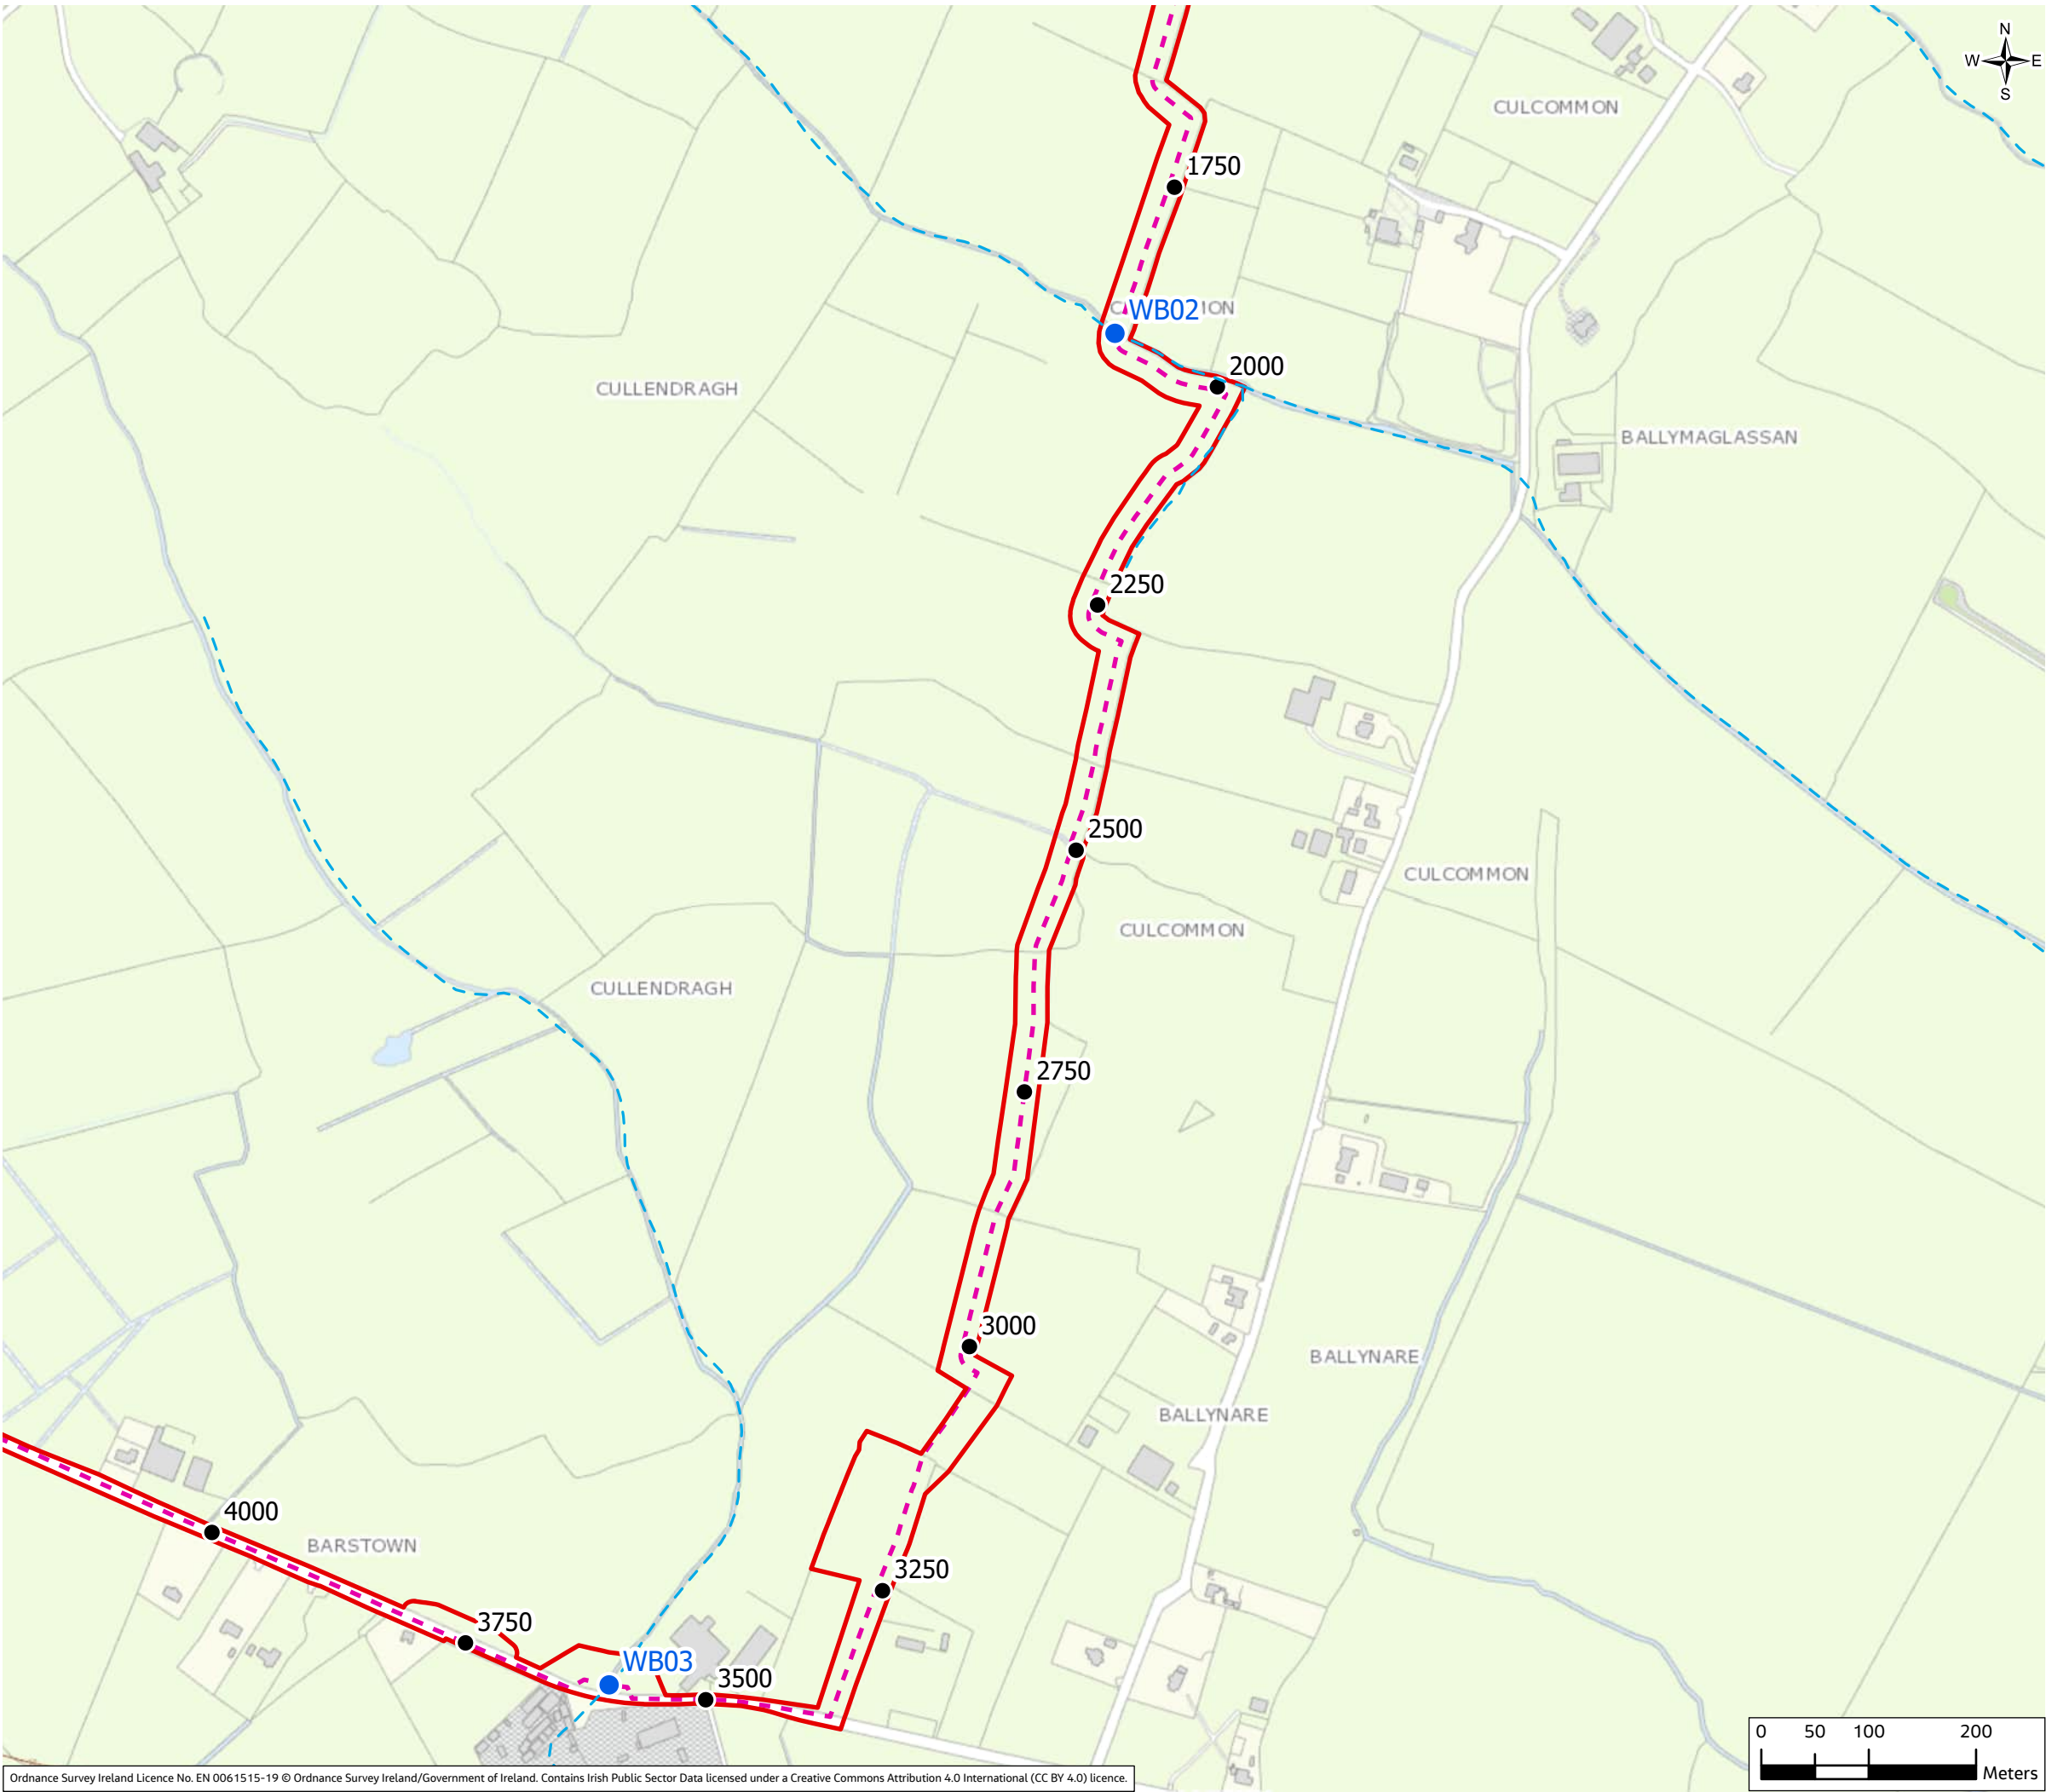 N
W E
S
CULCOMMON
1750
WB02
ION
2000
CULLENDRAGH
BALLYMAGLASSAN
2250
2500
CULCOMMON
CULCOMMON
CULLENDRAGH
2750
3000
BALLYNARE
BALLYNARE
4000
BARSTOWN
3250
3750
WB03
3500
0 50 100 200
Meters
Ordnance Survey Ireland Licence No. EN 0061515-19 © Ordnance Survey Ireland/Government of Ireland. Contains Irish Public Sector Data licensed under a Creative Commons Attribution 4.0 International (CC BY 4.0) licence.